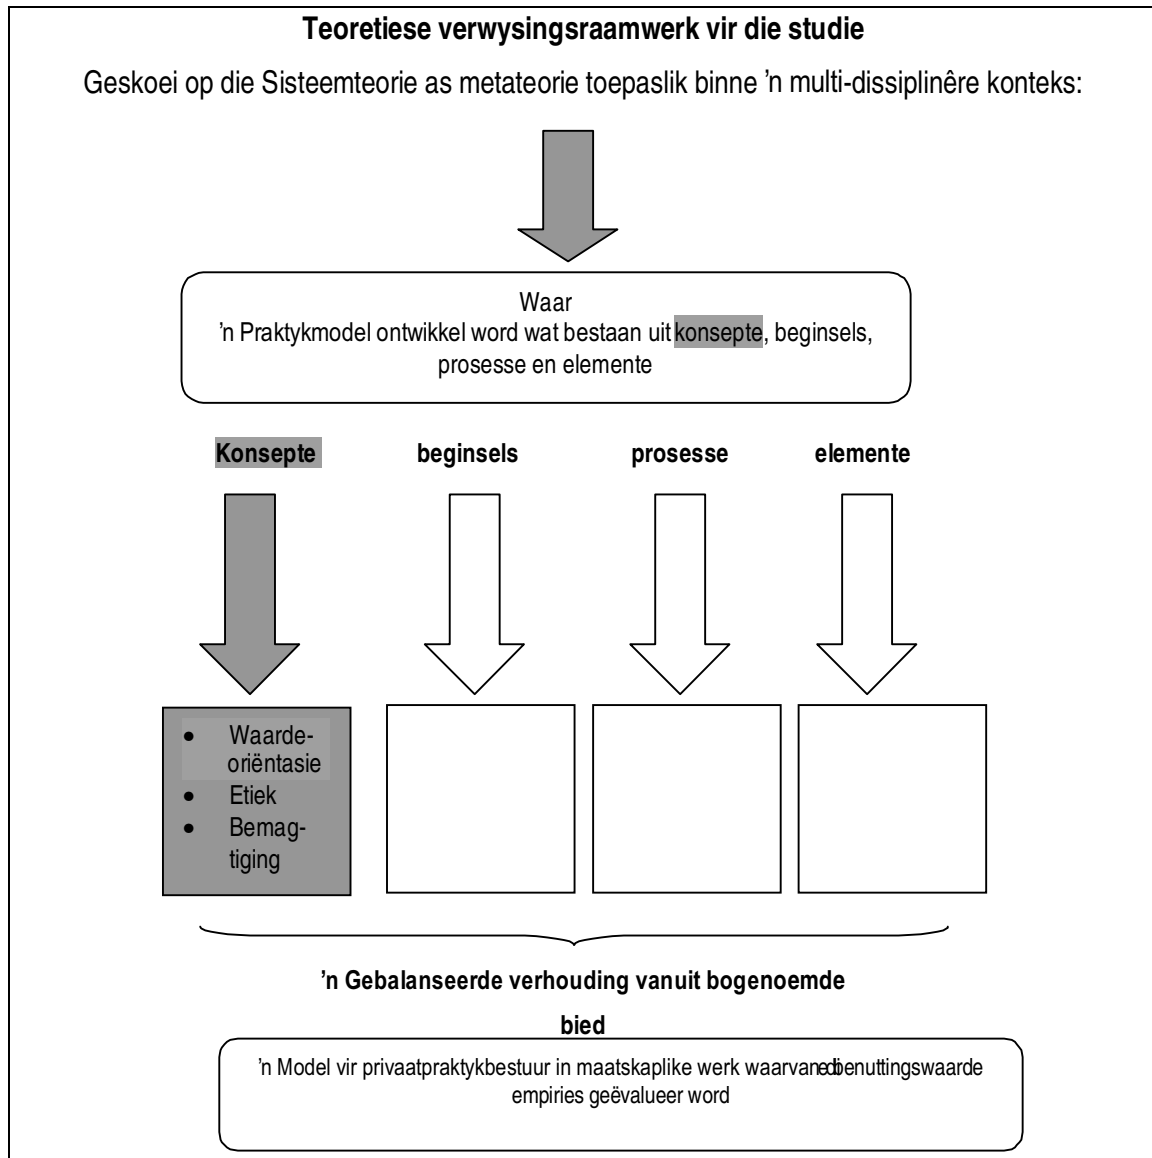 Teoretiese verwysingsraamwerk vir die studie
Geskoei op die Sisteemteorie as metateorie toepaslik binne 'n multi-dissiplinêre konteks:
Waar
'n Praktykmodel ontwikkel word wat bestaan uit konsepte, beginsels,
prosesse en elemente
Konsepte beginsels prosesse elemente
• Waarde-
oriëntasie
• Etiek
• Bemag-
tiging
'n Gebalanseerde verhouding vanuit bogenoemde
bied
'n Model vir privaatpraktykbestuur in maatskaplike werk benuttingswaarde
empiries geëvalueer word